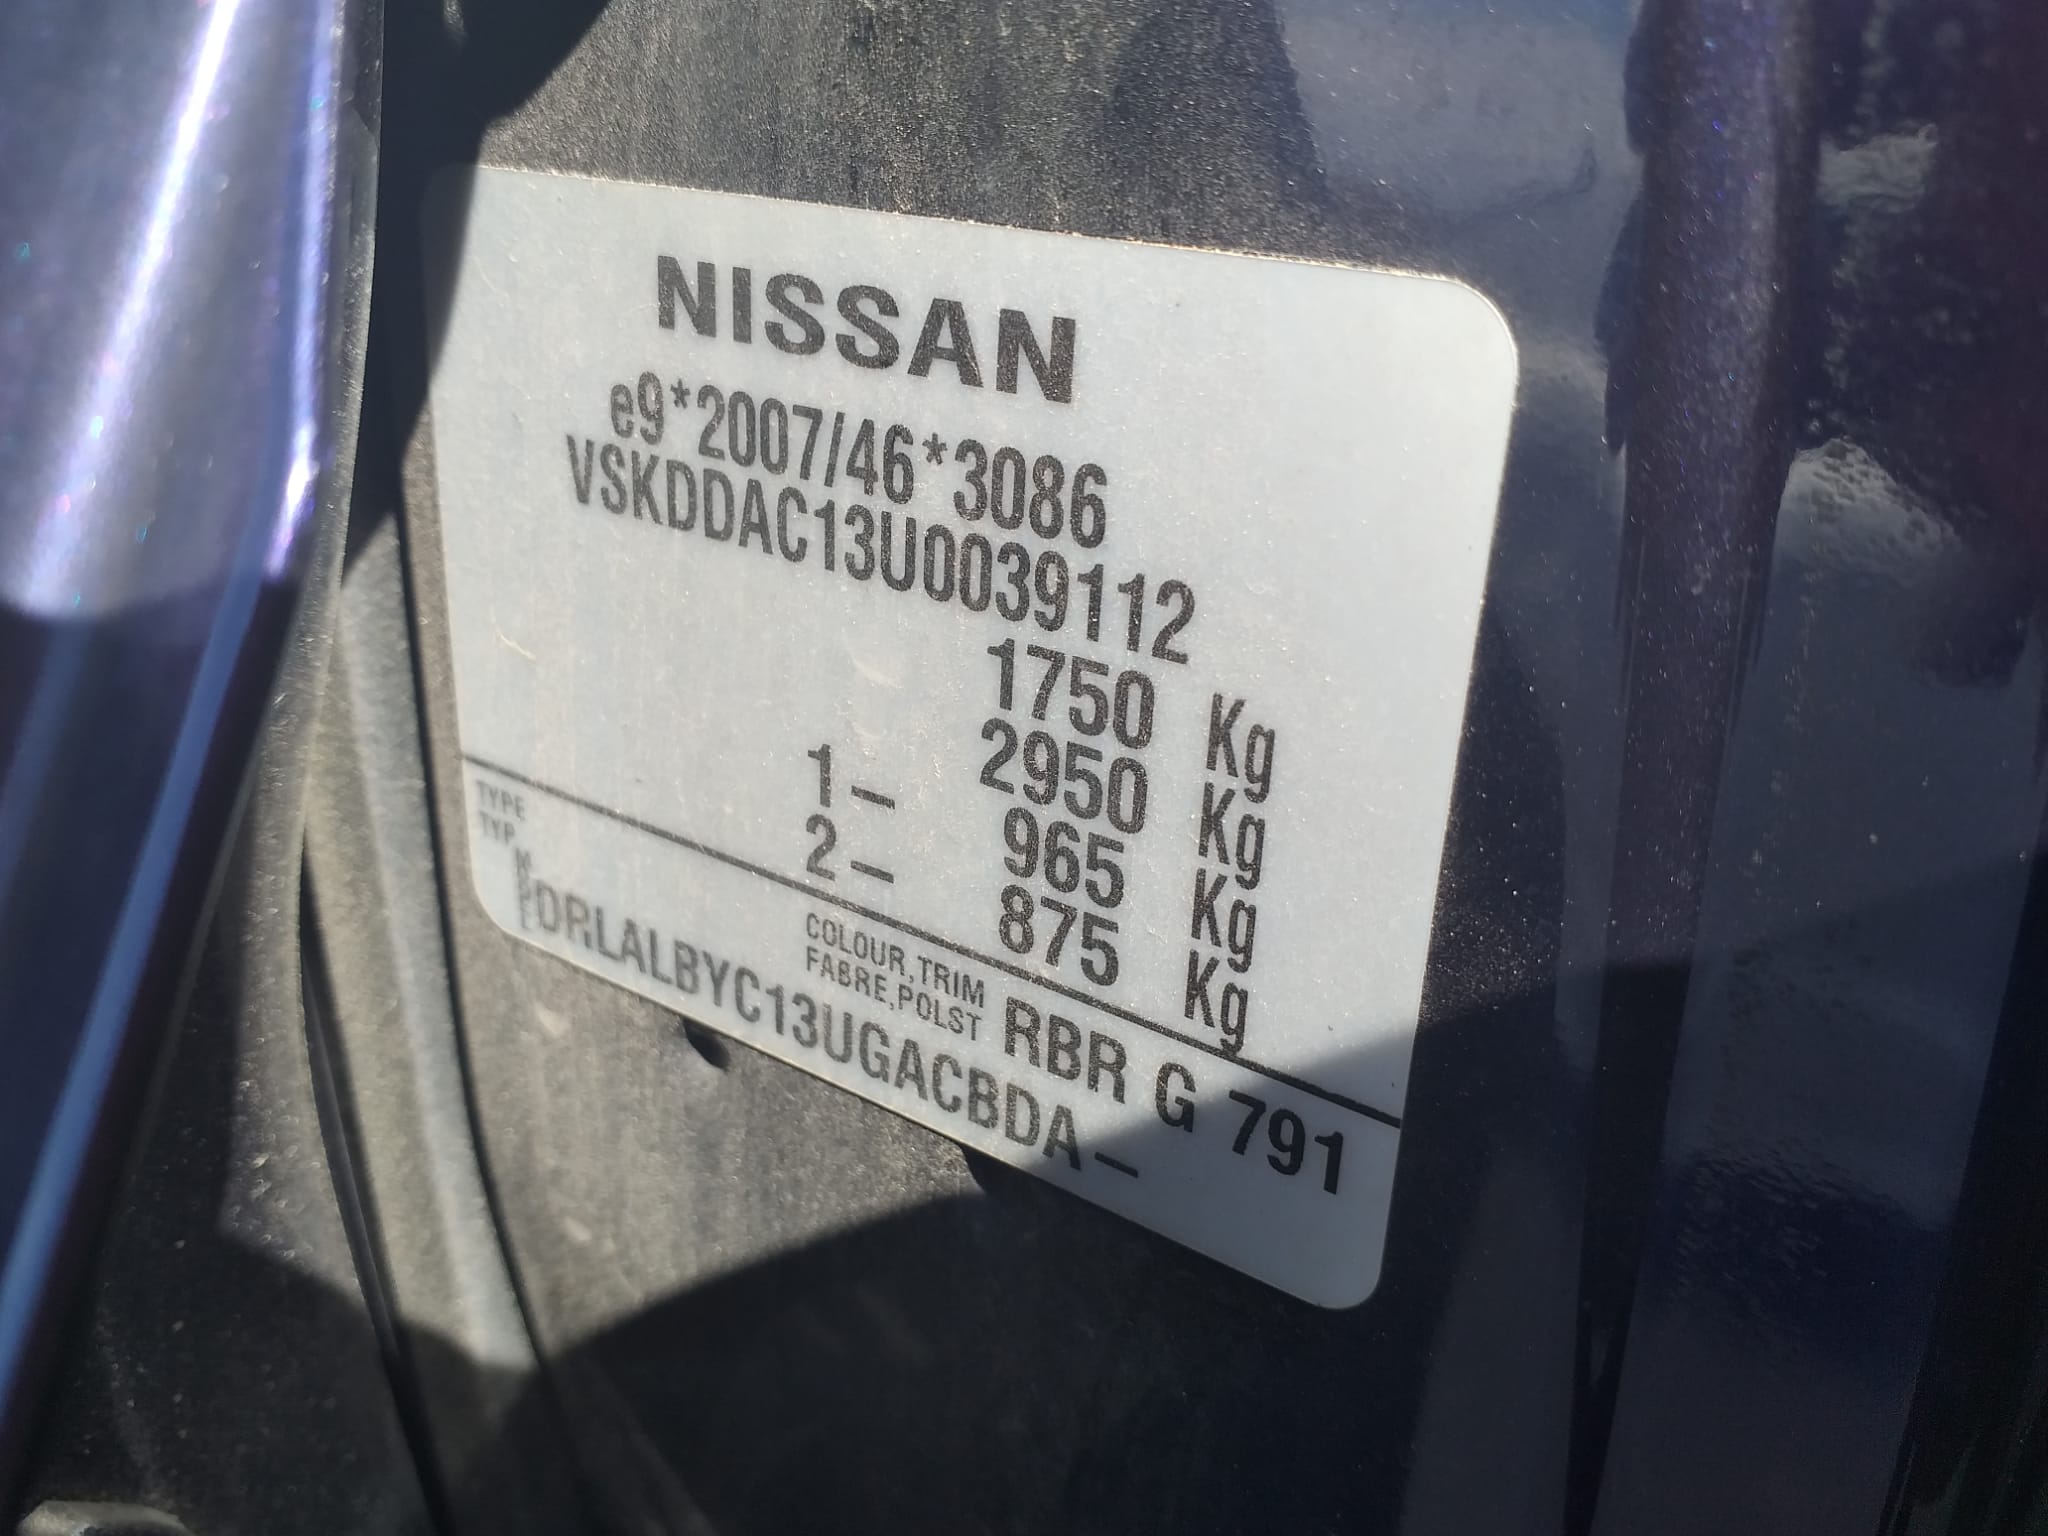 NISSAN
e9*2007/46*3086
VSKDDAC13U0039112
1750 Kg
2950 Kg
1– 965 Kg
2– 875 Kg
TYPE
TYP
COLOUR,TRIM
FABRE,POLST
RBR G 791
DRLALBYC13UGACBDA–